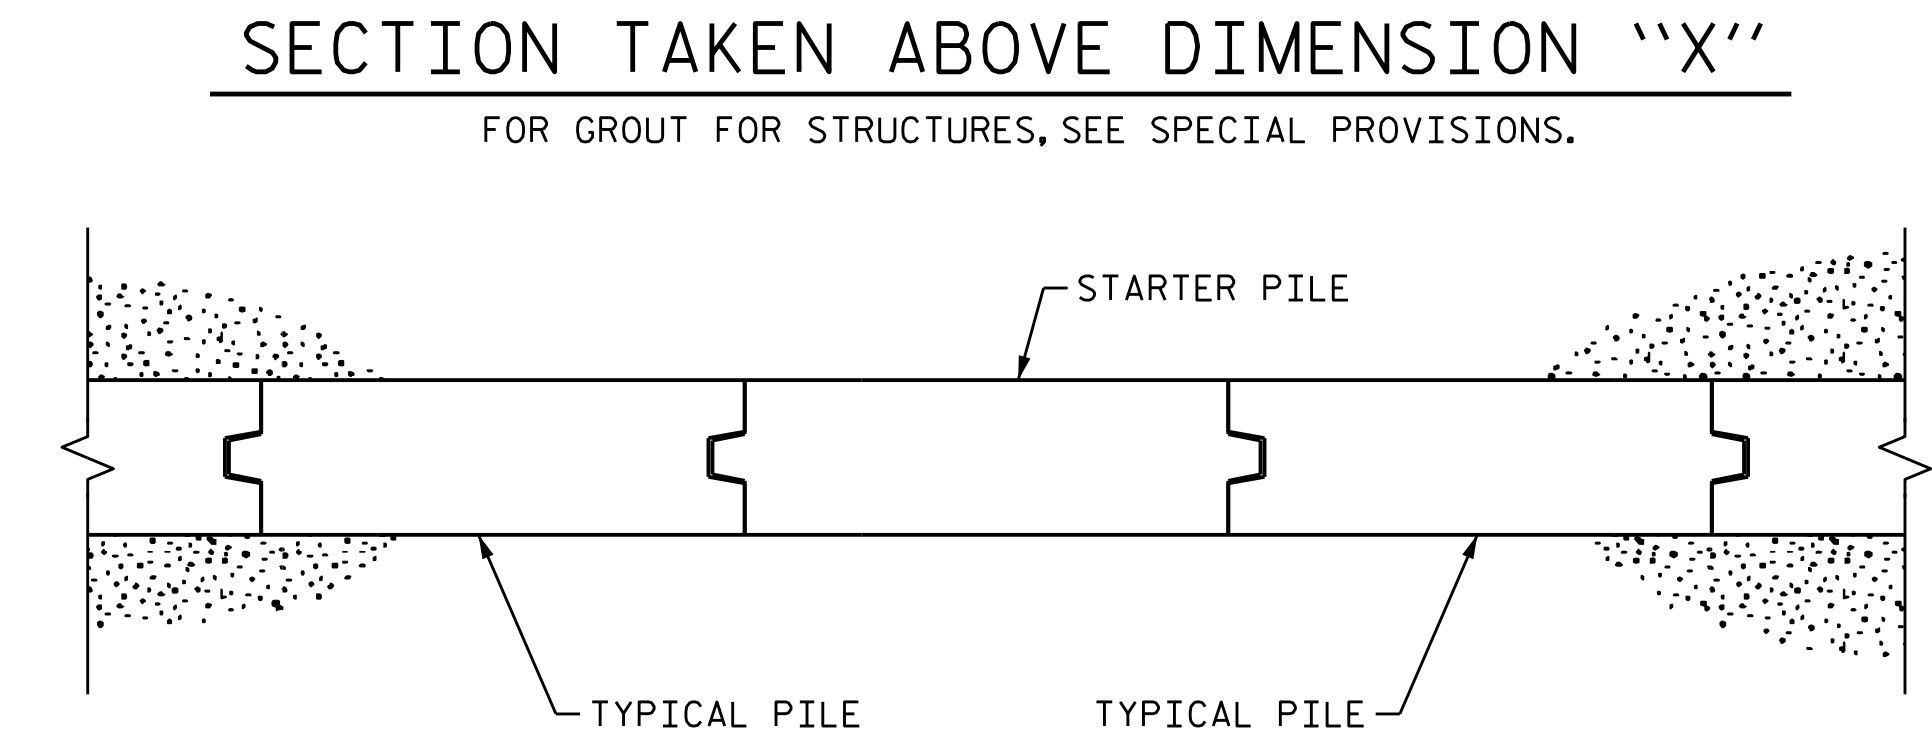 SECTION TAKEN ABOVE DIMENSION ‘‘X’’
FOR GROUT FOR STRUCTURES, SEE SPECIAL PROVISIONS.
STARTER PILE
TYPICAL PILE
TYPICAL PILE